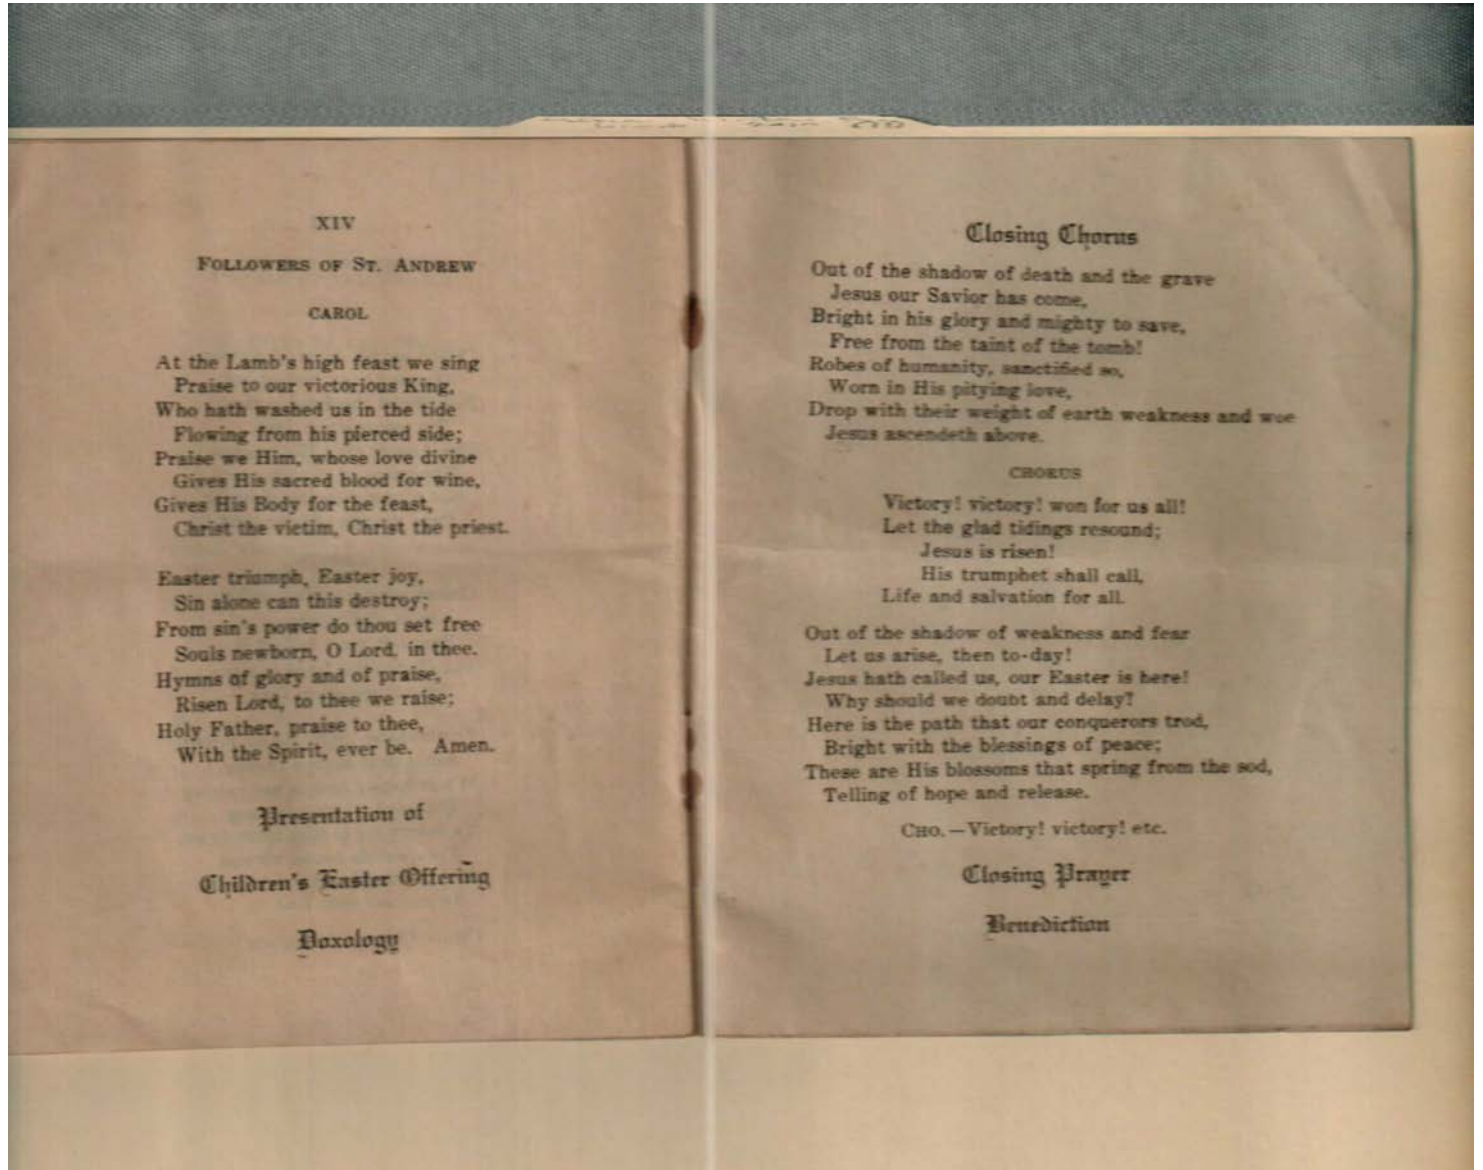 XIV
FOLLOWERS OF ST. ANDREW
CAROL
At the Lamb's high feast we sing
Praise to our victorious King,
Who hath washed us in the tide
Flowing from his pierced side;
Praise we Him, whose love divine
Gives His sacred blood for wine,
Gives His Body for the feast,
Christ the victim, Christ the priest.
Easter triumph, Easter joy,
Sin alone can this destroy;
From sin's power do thou set free
Souls newborn, O Lord, in thee.
Hymns of glory and of praise,
Risen Lord, to thee we raise;
Holy Father, praise to thee,
With the Spirit, ever be. Amen.
Presentation of
Children's Easter Offering
Doxology
Closing Chorus
Out of the shadow of death and the grave
Jesus our Savior has come,
Bright in his glory and mighty to save,
Free from the taint of the tomb!
Robes of humanity, sanctified so,
Worn in His pitying love,
Drop with their weight of earth weakness and woe
Jesus ascendeth above.
CHORUS
Victory! victory! won for us all!
Let the glad tidings resound;
Jesus is risen!
His trumphet shall call,
Life and salvation for all.
Out of the shadow of weakness and fear
Let us arise, then to-day!
Jesus hath called us, our Easter is here!
Why should we doubt and delay?
Here is the path that our conquerors trod,
Bright with the blessings of peace;
These are His blossoms that spring from the sod,
Telling of hope and release.
CHO.—Victory! victory! etc.
Closing Prayer
Benediction